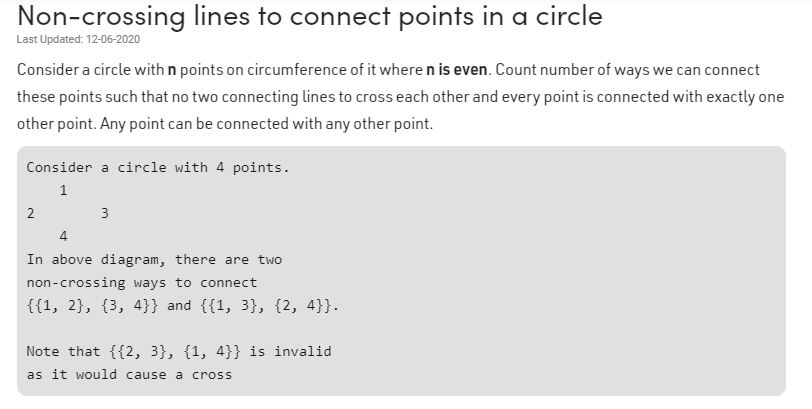 Non-crossing lines to connect points in a circle
Last Updated: 12-06-2020
Consider a circle with n points on circumference of it where n is even. Count number of ways we can connect
these points such that no two connecting lines to cross each other and every point is connected with exactly one
other point. Any point can be connected with any other point.
Consider a circle with 4 points.
1
2 3
4
In above diagram, there are two
non-crossing ways to connect
{{1, 2}, {3, 4}} and {{1, 3}, {2, 4}}.
Note that {{2, 3}, {1, 4}} is invalid
as it would cause a cross